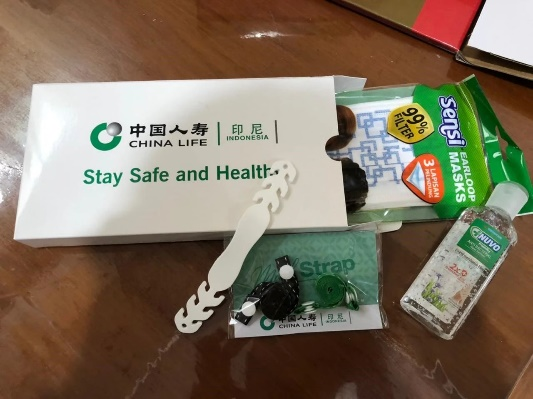 中国人寿
CHINA LIFE
印尼
INDONESIA
Stay Safe and Healthy
Sensi
EARLOOP
MASKS
99%
FILTER
3 LAPISAN
NUVO
Strap
中国人寿
CHINA LIFE
印尼
INDONESIA